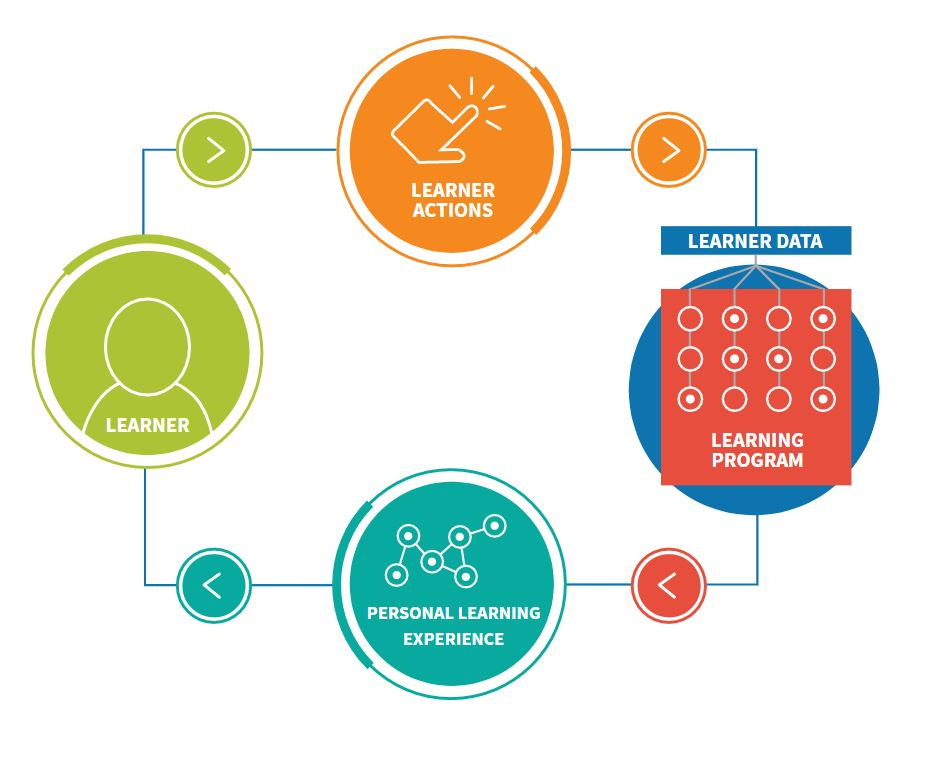 LEARNER
ACTIONS
LEARNER DATA
LEARNER
LEARNING
PROGRAM
PERSONAL LEARNING
EXPERIENCE